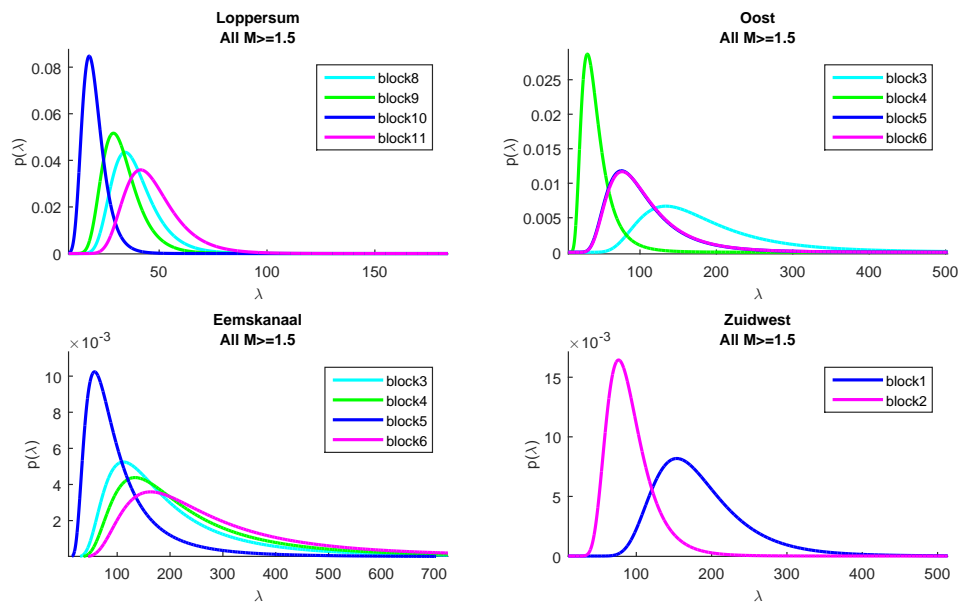 Loppersum
All M>=1.5
p(λ)
0.08
0.06
0.04
0.02
0
50
100
150
λ
block8
block9
block10
block11
Oost
All M>=1.5
p(λ)
0.025
0.02
0.015
0.01
0.005
0
100
200
300
400
500
λ
block3
block4
block5
block6
Eemskanaal
All M>=1.5
×10-3
p(λ)
10
8
6
4
2
100
200
300
400
500
600
700
λ
block3
block4
block5
block6
Zuidwest
All M>=1.5
×10-3
p(λ)
15
10
5
0
100
200
300
400
500
λ
block1
block2